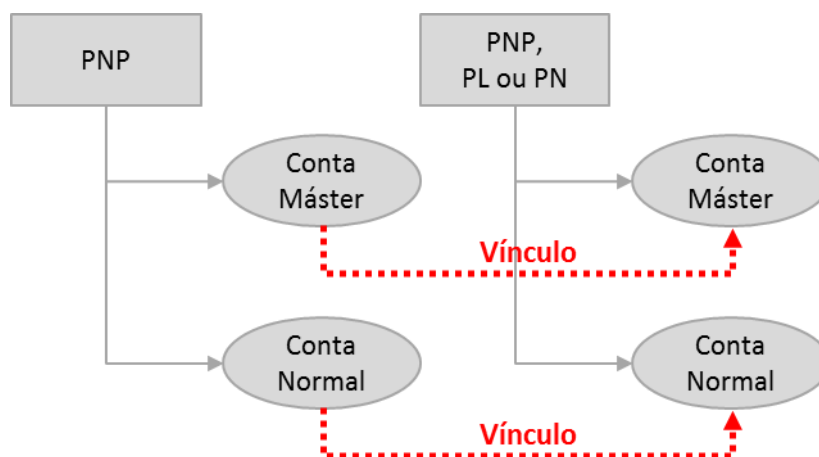 PNP
PNP,
PL ou PN
Conta
Máster
Conta
Máster
Vínculo
Conta
Normal
Conta
Normal
Vínculo